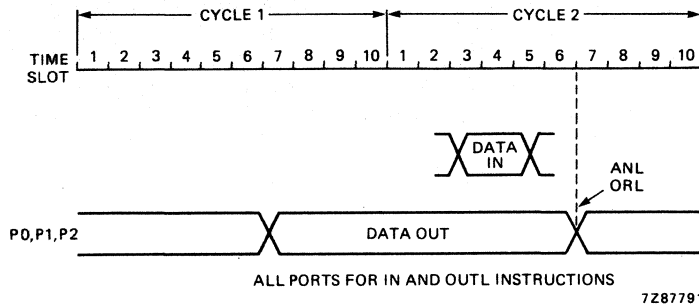 CYCLE 1 CYCLE 2
TIME SLOT 1 2 3 4 5 6 7 8 9 10 1 2 3 4 5 6 7 8 9 10
DATA IN
ANL
ORL
P0,P1,P2 DATA OUT
ALL PORTS FOR IN AND OUTL INSTRUCTIONS
7Z87791